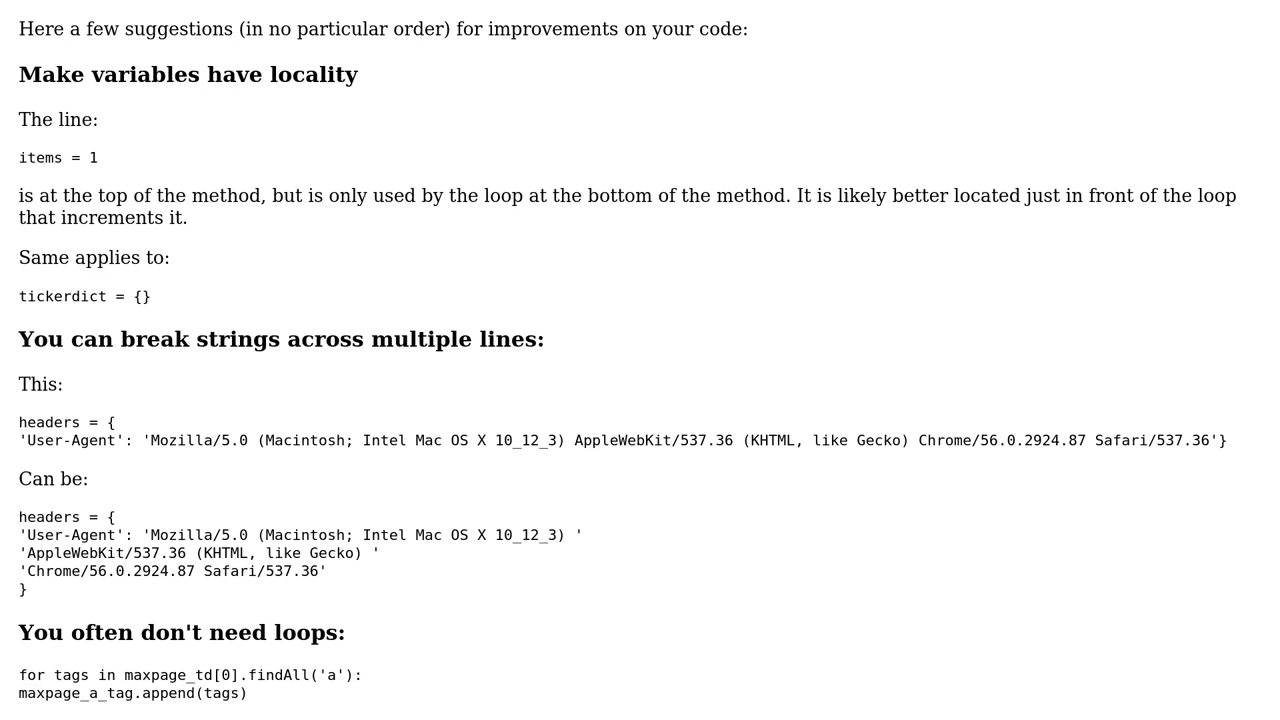 Here a few suggestions (in no particular order) for improvements on your code:
Make variables have locality
The line:
items = 1
is at the top of the method, but is only used by the loop at the bottom of the method. It is likely better located just in front of the loop
that increments it.
Same applies to:
tickerdict = {}
You can break strings across multiple lines:
This:
headers = {
'User-Agent': 'Mozilla/5.0 (Macintosh; Intel Mac OS X 10_12_3) AppleWebKit/537.36 (KHTML, like Gecko) Chrome/56.0.2924.87 Safari/537.36'}
Can be:
headers = {
'User-Agent': 'Mozilla/5.0 (Macintosh; Intel Mac OS X 10_12_3) '
'AppleWebKit/537.36 (KHTML, like Gecko) '
'Chrome/56.0.2924.87 Safari/537.36'
}
You often don't need loops:
for tags in maxpage_td[0].findAll('a'):
maxpage_a_tag.append(tags)